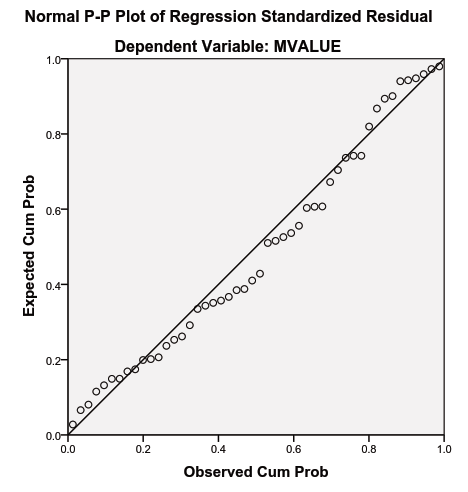 Normal P-P Plot of Regression Standardized Residual
Dependent Variable: MVALUE
1.0
0.8
0.6
0.4
0.2
0.0
Expected Cum Prob
0.0 0.2 0.4 0.6 0.8 1.0
Observed Cum Prob